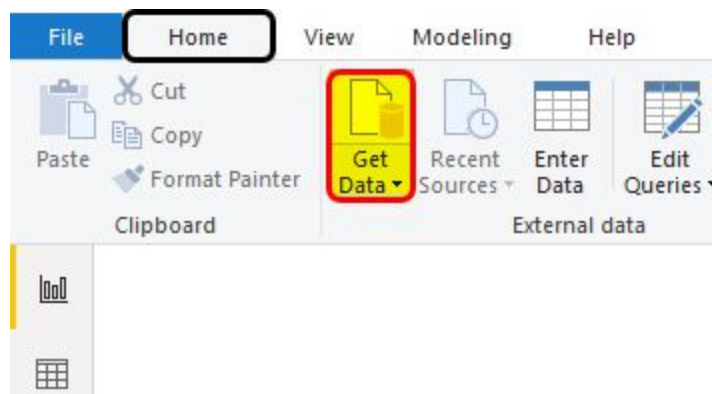 File Home View Modeling Help
Cut
Copy
Format Painter
Paste
Clipboard
Get
Data
Recent
Sources
Enter
Data
Edit
Queries
External data